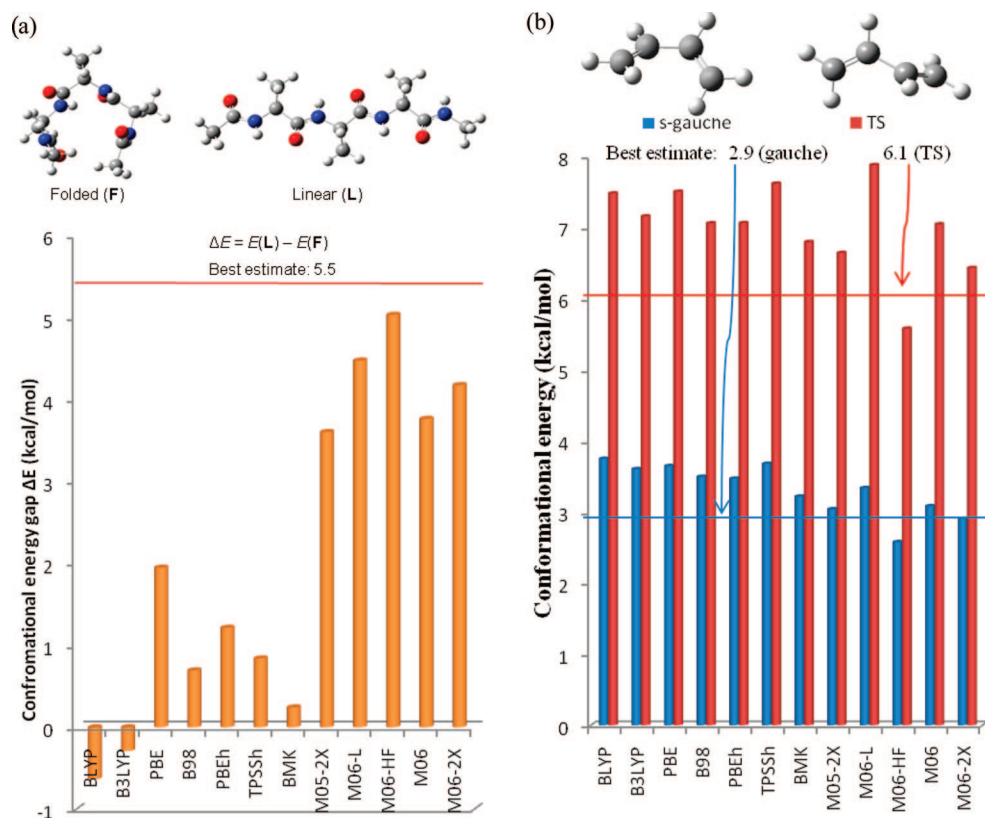 (a)
Folded (F)
Linear (L)
ΔE = E(L) – E(F)
Best estimate: 5.5
Confromational energy gap ΔE (kcal/mol)
6
5
4
3
2
1
0
-1
BLYP
B3LYP
PBE
B98
PBEh
TPSSh
BMK
M05-2X
M06-L
M06-HF
M06
M06-2X
(b)
s-gauche
TS
Best estimate: 2.9 (gauche) 6.1 (TS)
Conformational energy (kcal/mol)
8
7
6
5
4
3
2
1
0
BLYP
B3LYP
PBE
B98
PBEh
TPSSh
BMK
M05-2X
M06-L
M06-HF
M06
M06-2X